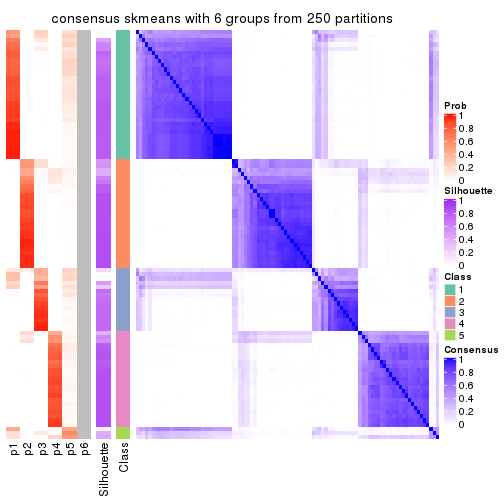 consensus skmeans with 6 groups from 250 partitions
Prob
1
0.8
0.6
0.4
0.2
0
Silhouette
1
0.8
0.6
0.4
0.2
0
Class
1
2
3
4
5
Consensus
1
0.8
0.6
0.4
0.2
0
p1
p2
p3
p4
p5
p6
Silhouette
Class